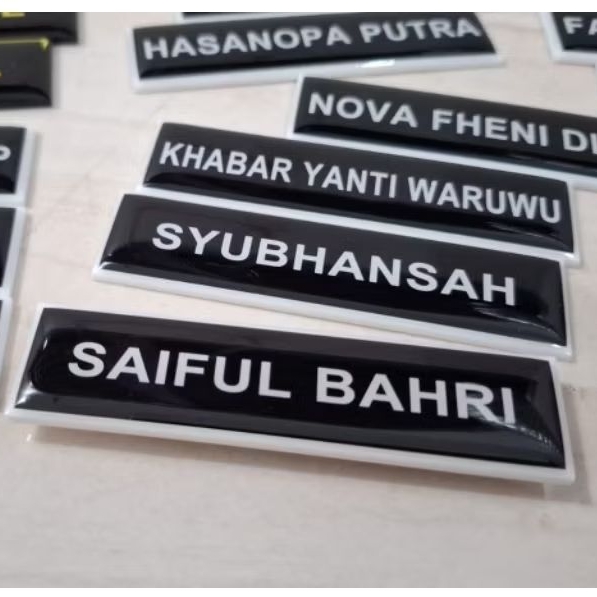 HASANOPA PUTRA
NOVA FHENI
KHABAR YANTI WARUWU
SYUBHANSAH
SAIFUL BAHRI